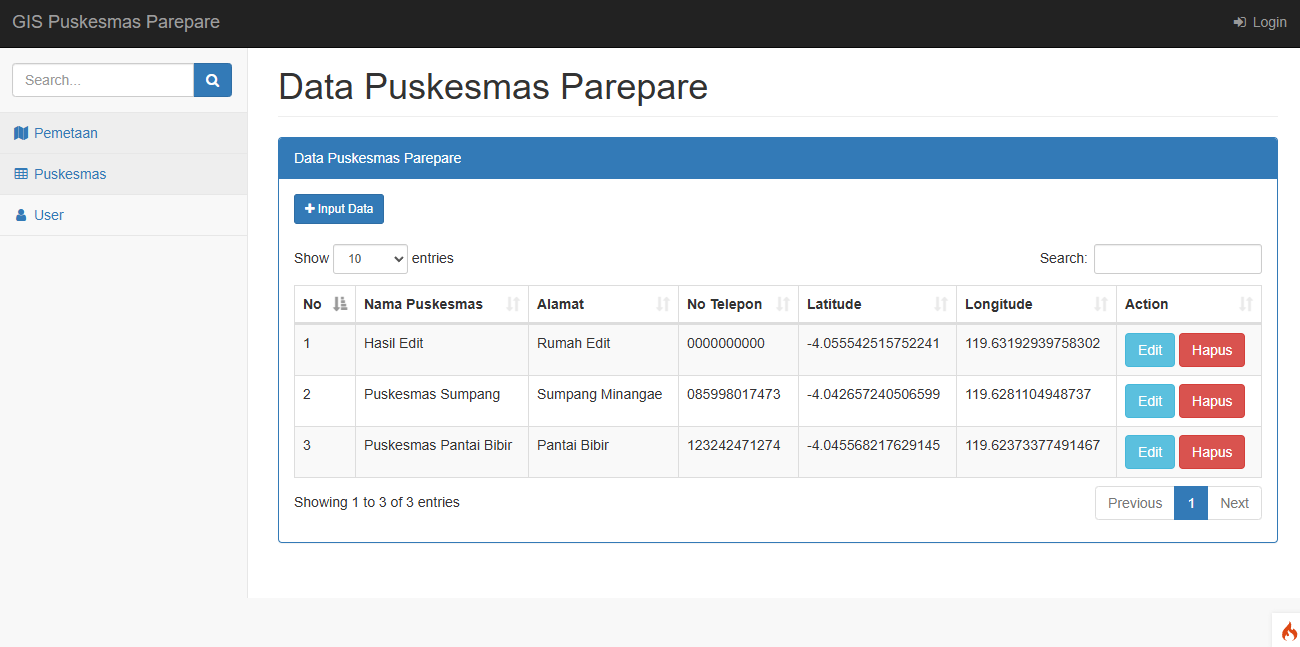 GIS Puskesmas Parepare
Login
Search...
Pemetaan
Puskesmas
User
Data Puskesmas Parepare
Data Puskesmas Parepare
Input Data
Show 10 entries
Search:
No Nama Puskesmas Alamat No Telepon Latitude Longitude Action
1 Hasil Edit Rumah Edit 0000000000 -4.055542515752241 119.63192939758302 Edit Hapus
2 Puskesmas Sumpang Sumpang Minangae 085998017473 -4.042657240506599 119.6281104948737 Edit Hapus
3 Puskesmas Pantai Bibir Pantai Bibir 123242471274 -4.045568217629145 119.62373377491467 Edit Hapus
Showing 1 to 3 of 3 entries
Previous 1 Next